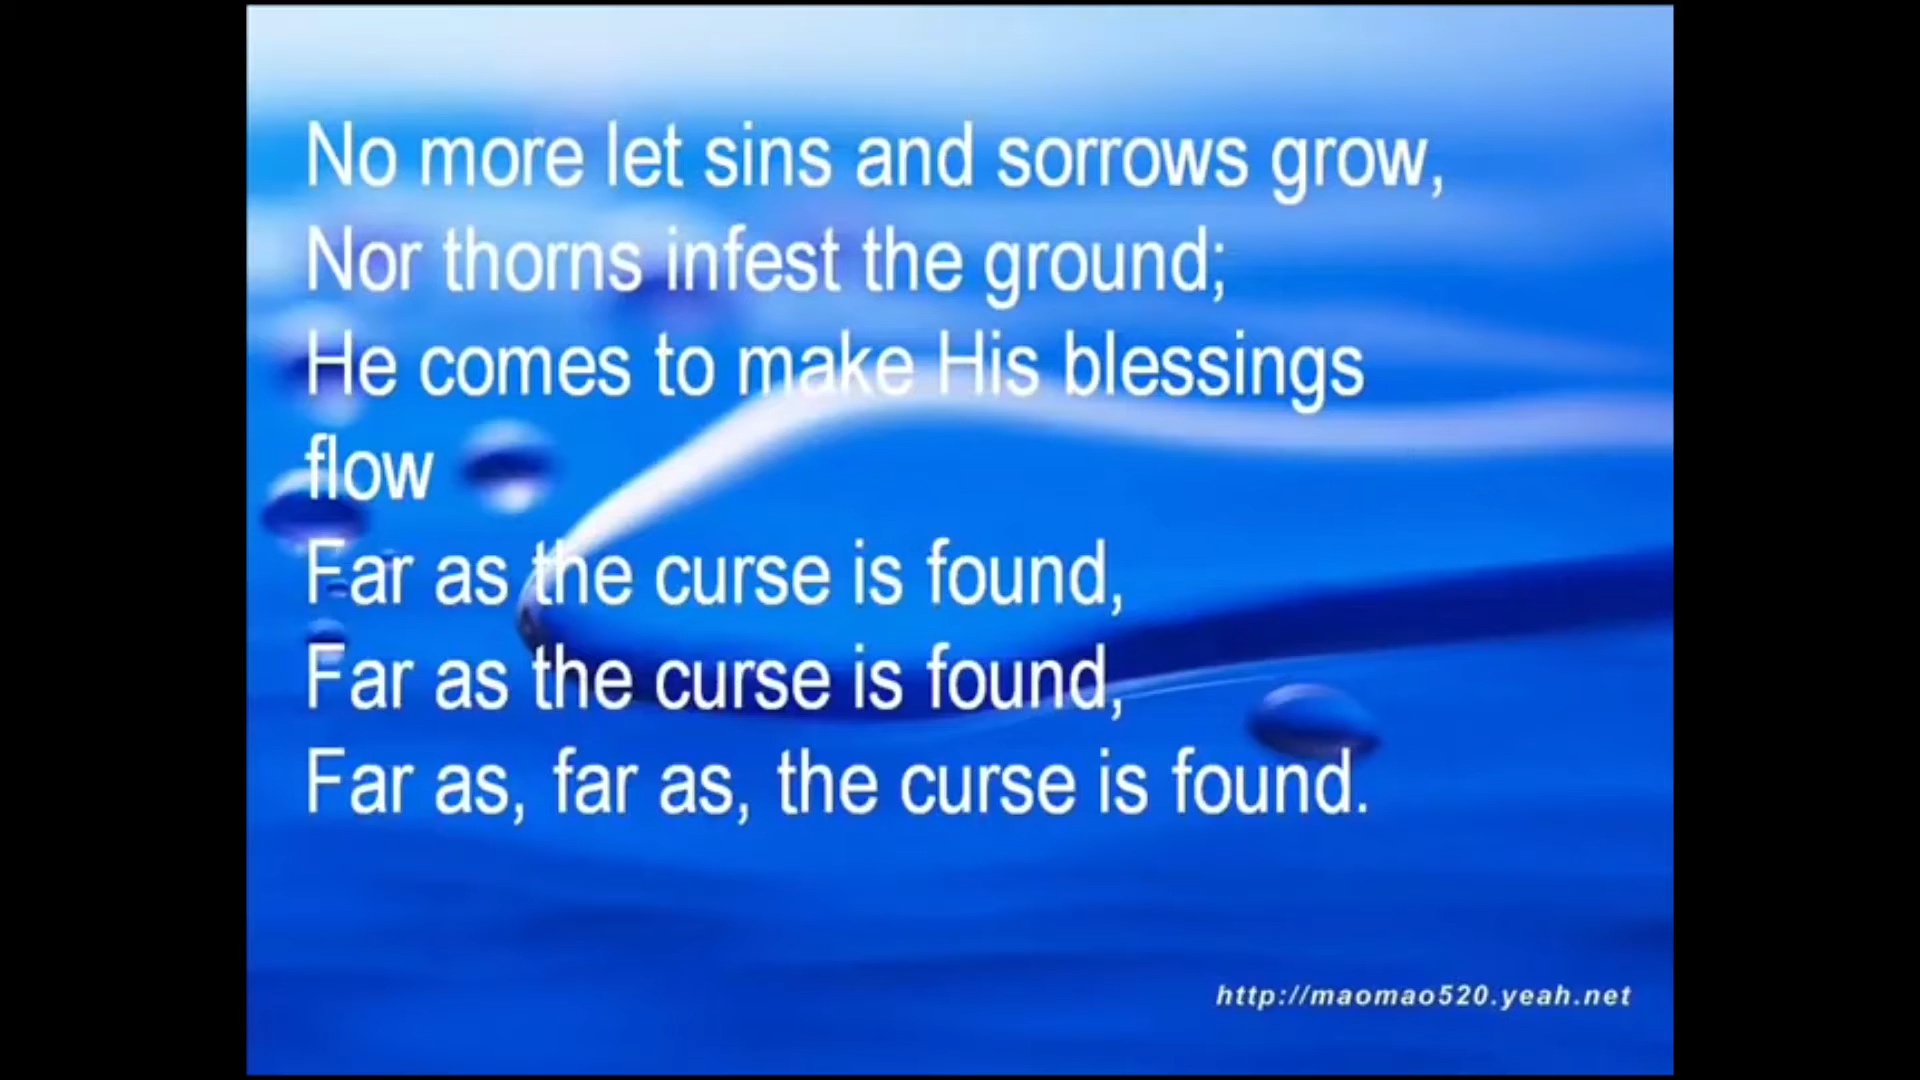 No more let sins and sorrows grow,
Nor thorns infest the ground;
He comes to make His blessings
flow
Far as the curse is found,
Far as the curse is found,
Far as, far as, the curse is found.
http://maomao520.yeah.net